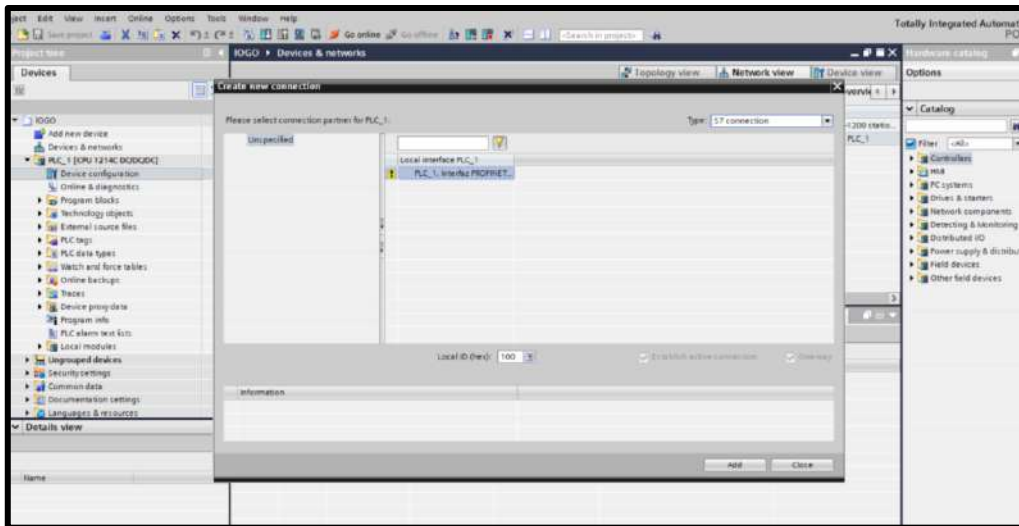 ject Edit View Insert Online Options Tools Window Help
Totally Integrated Automat
PO
Save project
Go online
Go offline
<Search in project>
Project tree
IOGO ▸ Devices & networks
Hardware catalog
Devices
Topology view
Network view
Device view
Options
Create new connection
Please select connection partner for PLC_1:
Type: S7 connection
Catalog
Unspecified
PLC_1
Filter <All>
Local interface PLC_1
PLC_1, Interfaz PROFINET...
IOGO
Add new device
Devices & networks
PLC_1 [CPU 1214C DC/DC/DC]
Device configuration
Online & diagnostics
Program blocks
Technology objects
External source files
PLC tags
PLC data types
Watch and force tables
Online backups
Traces
Device proxy data
Program info
PLC alarm text lists
Local modules
Ungrouped devices
Security settings
Common data
Documentation settings
Languages & resources
Controllers
HMI
PC systems
Drives & starters
Network components
Detecting & Monitoring
Distributed I/O
Power supply & distribu
Field devices
Other field devices
Local ID (hex): 100
Establish active connection
One-way
Information
Details view
Name
Add
Close